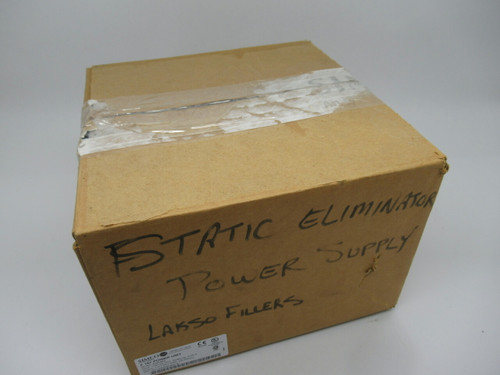 STATIC ELIMINATOR
POWER SUPPLY
LAKSO FILLERS